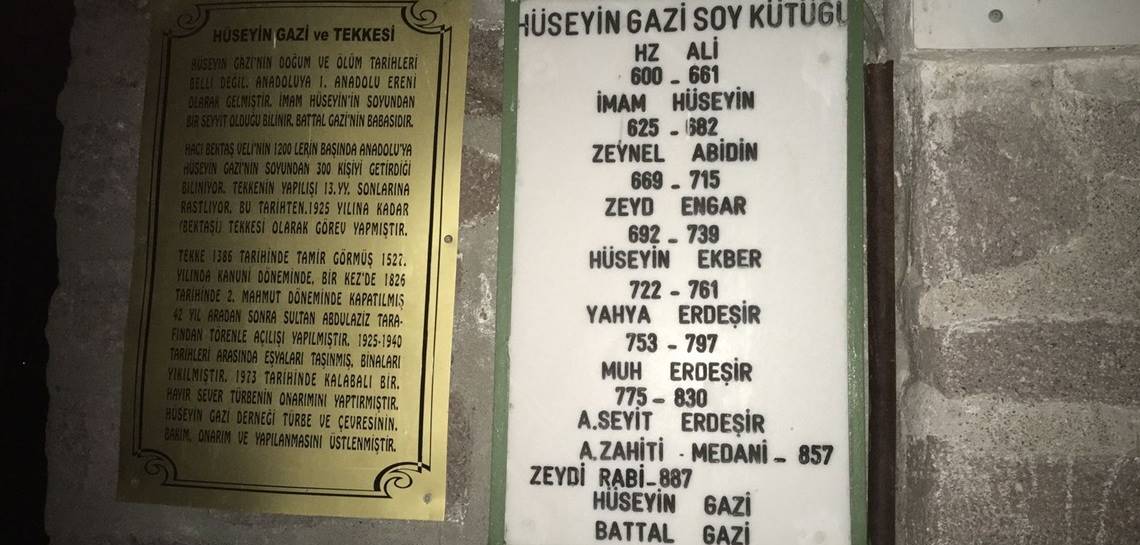 HÜSEYİN GAZİ ve TEKKESİ
HÜSEYİN GAZİ'NİN DOĞUM VE ÖLÜM TARİHLERİ
BELLİ DEĞİL. ANADOLUYA 1. ANADOLU ERENİ
OLARAK GELMİŞTİR. İMAM HÜSEYİN'İN SOYUNDAN
BİR SEYYİT OLDUĞU BİLİNİR. BATTAL GAZİ'NİN BABASIDIR.
HACI BEKTAŞ VELİ'NİN 1200 LERİN BAŞINDA ANADOLU'YA
HÜSEYİN GAZİ'NİN SOYUNDAN 300 KİŞİYİ GETİRDİĞİ
BİLİNİYOR. TEKKENİN YAPILIŞI 13.YY. SONLARINA
RASTLIYOR. BU TARİHTEN.1925 YILINA KADAR
(BEKTAŞİ) TEKKESİ OLARAK GÖREV YAPMIŞTIR.
TEKKE 1386 TARİHİNDE TAMİR GÖRMÜŞ 1527.
YILINDA KANUNİ DÖNEMİNDE, BİR KEZ'DE 1826
TARİHİNDE 2. MAHMUT DÖNEMİNDE KAPATILMIŞ
42 YIL ARADAN SONRA SULTAN ABDULAZİZ TARA-
FINDAN TÖRENLE AÇILIŞI YAPILMIŞTIR. 1925-1940
TARİHLERİ ARASINDA EŞYALARI TAŞINMIŞ, BİNALARI
YIKILMIŞTIR. 1973 TARİHİNDE KALABALI BİR,
HAYIR SEVER TÜRBENİN ONARIMINI YAPTIRMIŞTIR.
HÜSEYİN GAZİ DERNEĞİ TÜRBE VE ÇEVRESİNİN.
BAKIM, ONARIM VE YAPILANMASINI ÜSTLENMİŞTİR.
HÜSEYİN GAZİ SOY KÜTÜĞÜ
HZ ALİ
600 - 661
İMAM HÜSEYİN
625 - 682
ZEYNEL ABİDİN
669 - 715
ZEYD ENGAR
692 - 739
HÜSEYİN EKBER
722 - 761
YAHYA ERDEŞİR
753 - 797
MUH ERDEŞİR
775 - 830
A.SEYİT ERDEŞİR
A.ZAHİTİ - MEDANİ - 857
ZEYDİ RABİ-887
HÜSEYİN GAZİ
BATTAL GAZİ